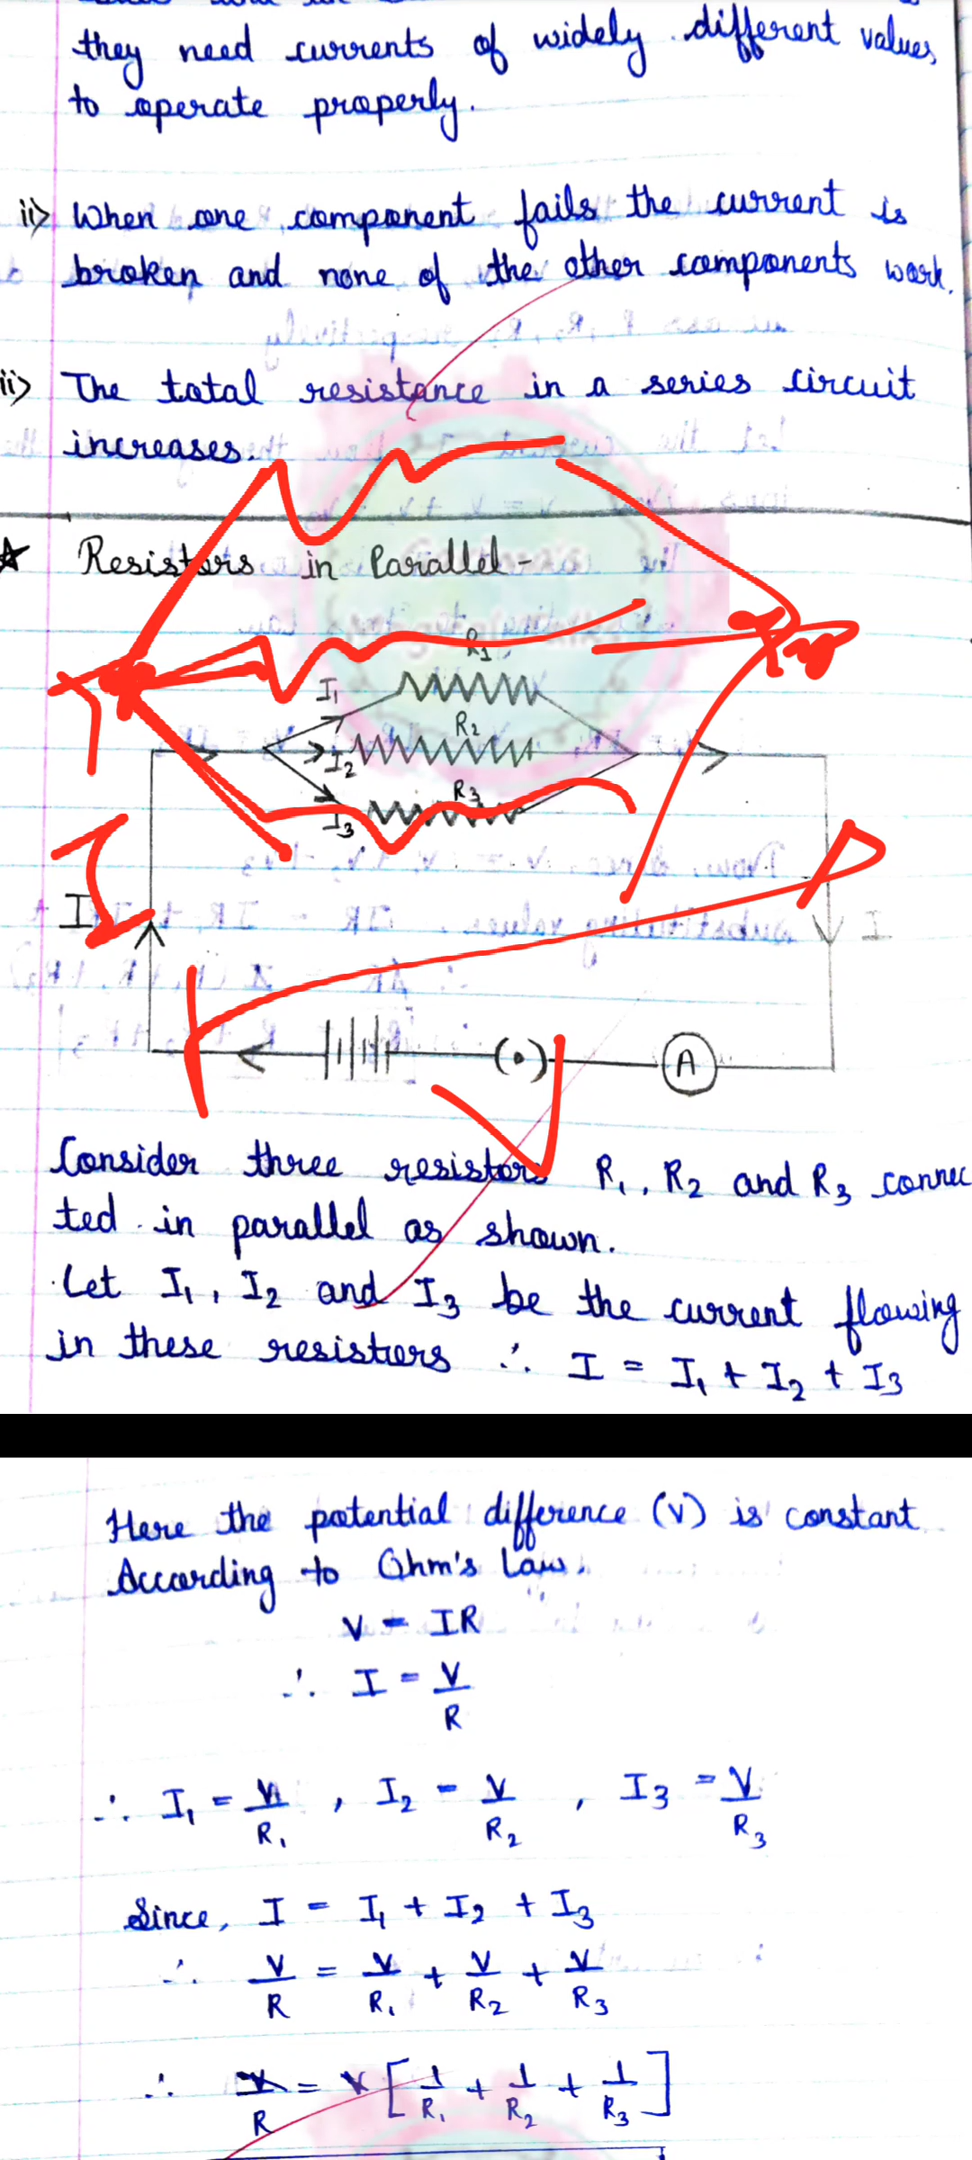 they need currents of widely different values
to operate properly.
ii> When one component fails the current is
broken and none of the other components work.
ii> The total resistance in a series circuit
increases.
Resistors in Parallel -
R1
I1
R2
I2
R3
I3
I
I
A
Consider three resistors R1, R2 and R3 connec
ted in parallel as shown.
Let I1, I2 and I3 be the current flowing
in these resistiers ∴ I = I1 + I2 + I3
Here the potential difference (V) is constant
According to Ohm's Law,
V = IR
∴ I = V/R
∴ I1 = V/R1 , I2 = V/R2 , I3 = V/R3
Since, I = I1 + I2 + I3
∴ V/R = V/R1 + V/R2 + V/R3
∴ V/R = V [1/R1 + 1/R2 + 1/R3]